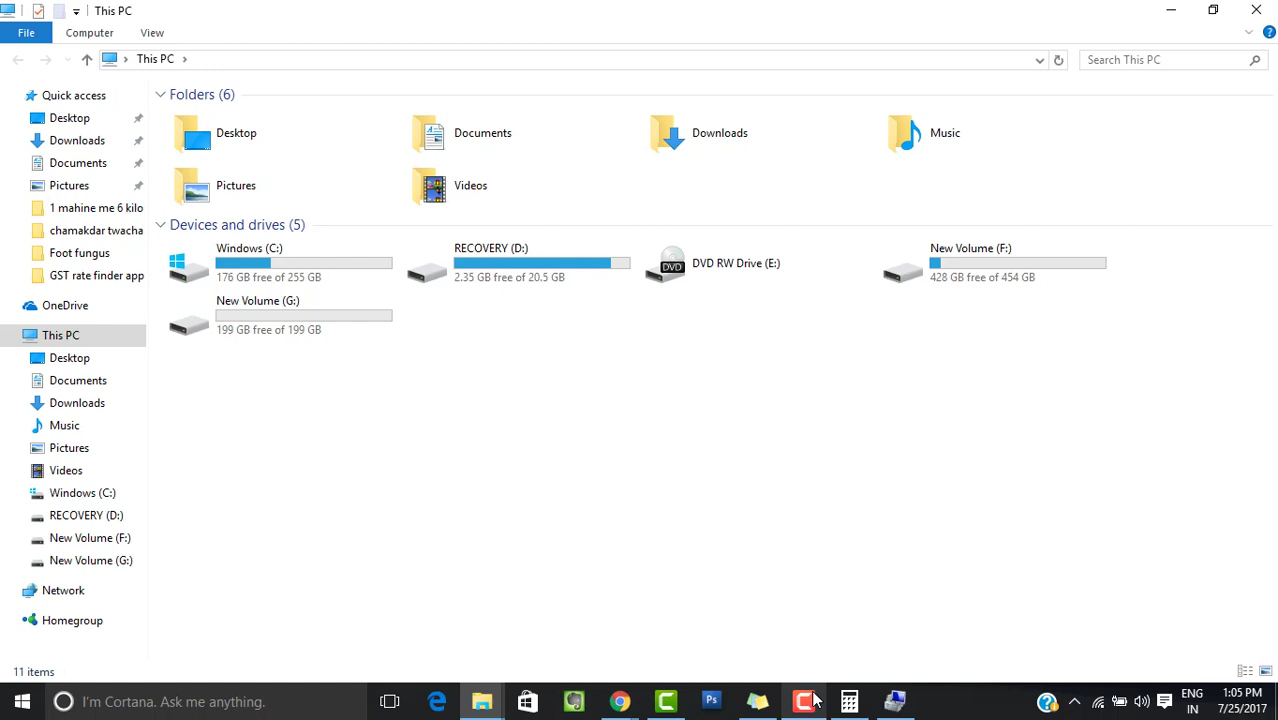 This PC
File Computer View
This PC
Search This PC
Quick access
Desktop
Downloads
Documents
Pictures
1 mahine me 6 kilo
chamakdar twacha
Foot fungus
GST rate finder app
OneDrive
This PC
Desktop
Documents
Downloads
Music
Pictures
Videos
Windows (C:)
RECOVERY (D:)
New Volume (F:)
New Volume (G:)
Network
Homegroup
Folders (6)
Desktop Documents Downloads Music
Pictures Videos
Devices and drives (5)
Windows (C:)
176 GB free of 255 GB
RECOVERY (D:)
2.35 GB free of 20.5 GB
DVD
DVD RW Drive (E:)
New Volume (F:)
428 GB free of 454 GB
New Volume (G:)
199 GB free of 199 GB
11 items
I'm Cortana. Ask me anything.
Ps
ENG
IN
1:05 PM
7/25/2017